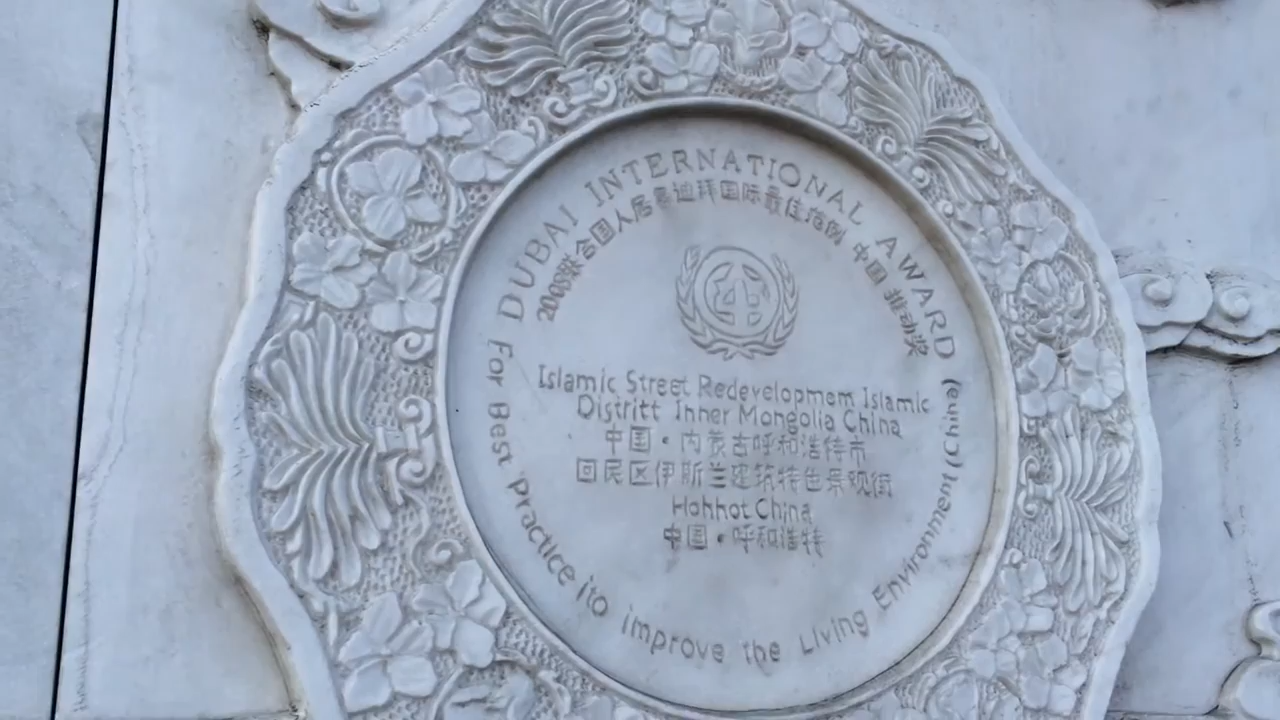 DUBAI INTERNATIONAL AWARD
2008联合国人居署迪拜国际最佳范例 中国 推动奖
Islamic Street Redevelopmem Islamic
Distritt Inner Mongolia China
中国·内蒙古呼和浩特市
回民区伊斯兰建筑特色景观街
Hohhot China
中国·呼和浩特
For Best Practice ito improve the Living Environment (China)